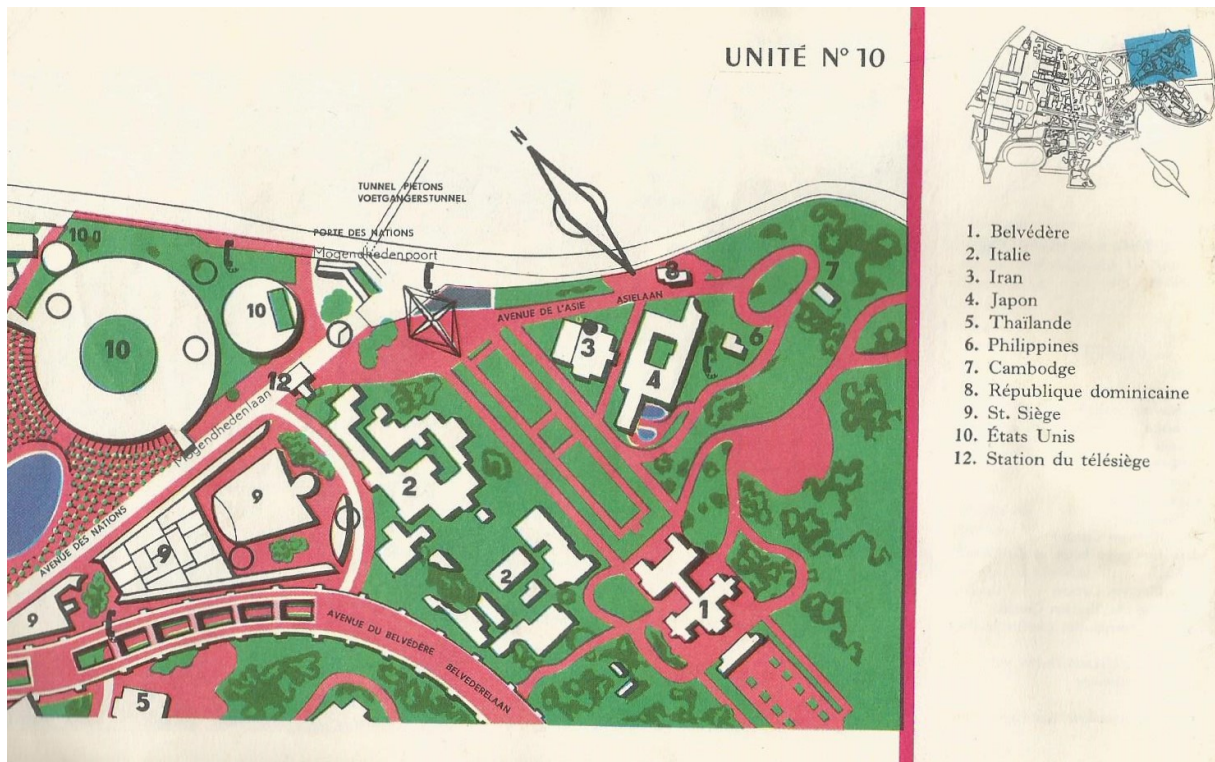 UNITÉ Nº 10
N
TUNNEL PIÉTONS
VOETGANGERSTUNNEL
PORTE DES NATIONS
Mogendhedenpoort
10
10
10
12
AVENUE DE L'ASIE
ASIELAAN
8
7
3
4
6
Mogendhedenlaan
AVENUE DES NATIONS
9
9
9
2
2
1
AVENUE DU BELVÉDÈRE
BELVEDERELAAN
5
1. Belvédère
2. Italie
3. Iran
4. Japon
5. Thaïlande
6. Philippines
7. Cambodge
8. République dominicaine
9. St. Siège
10. États Unis
12. Station du télésiège